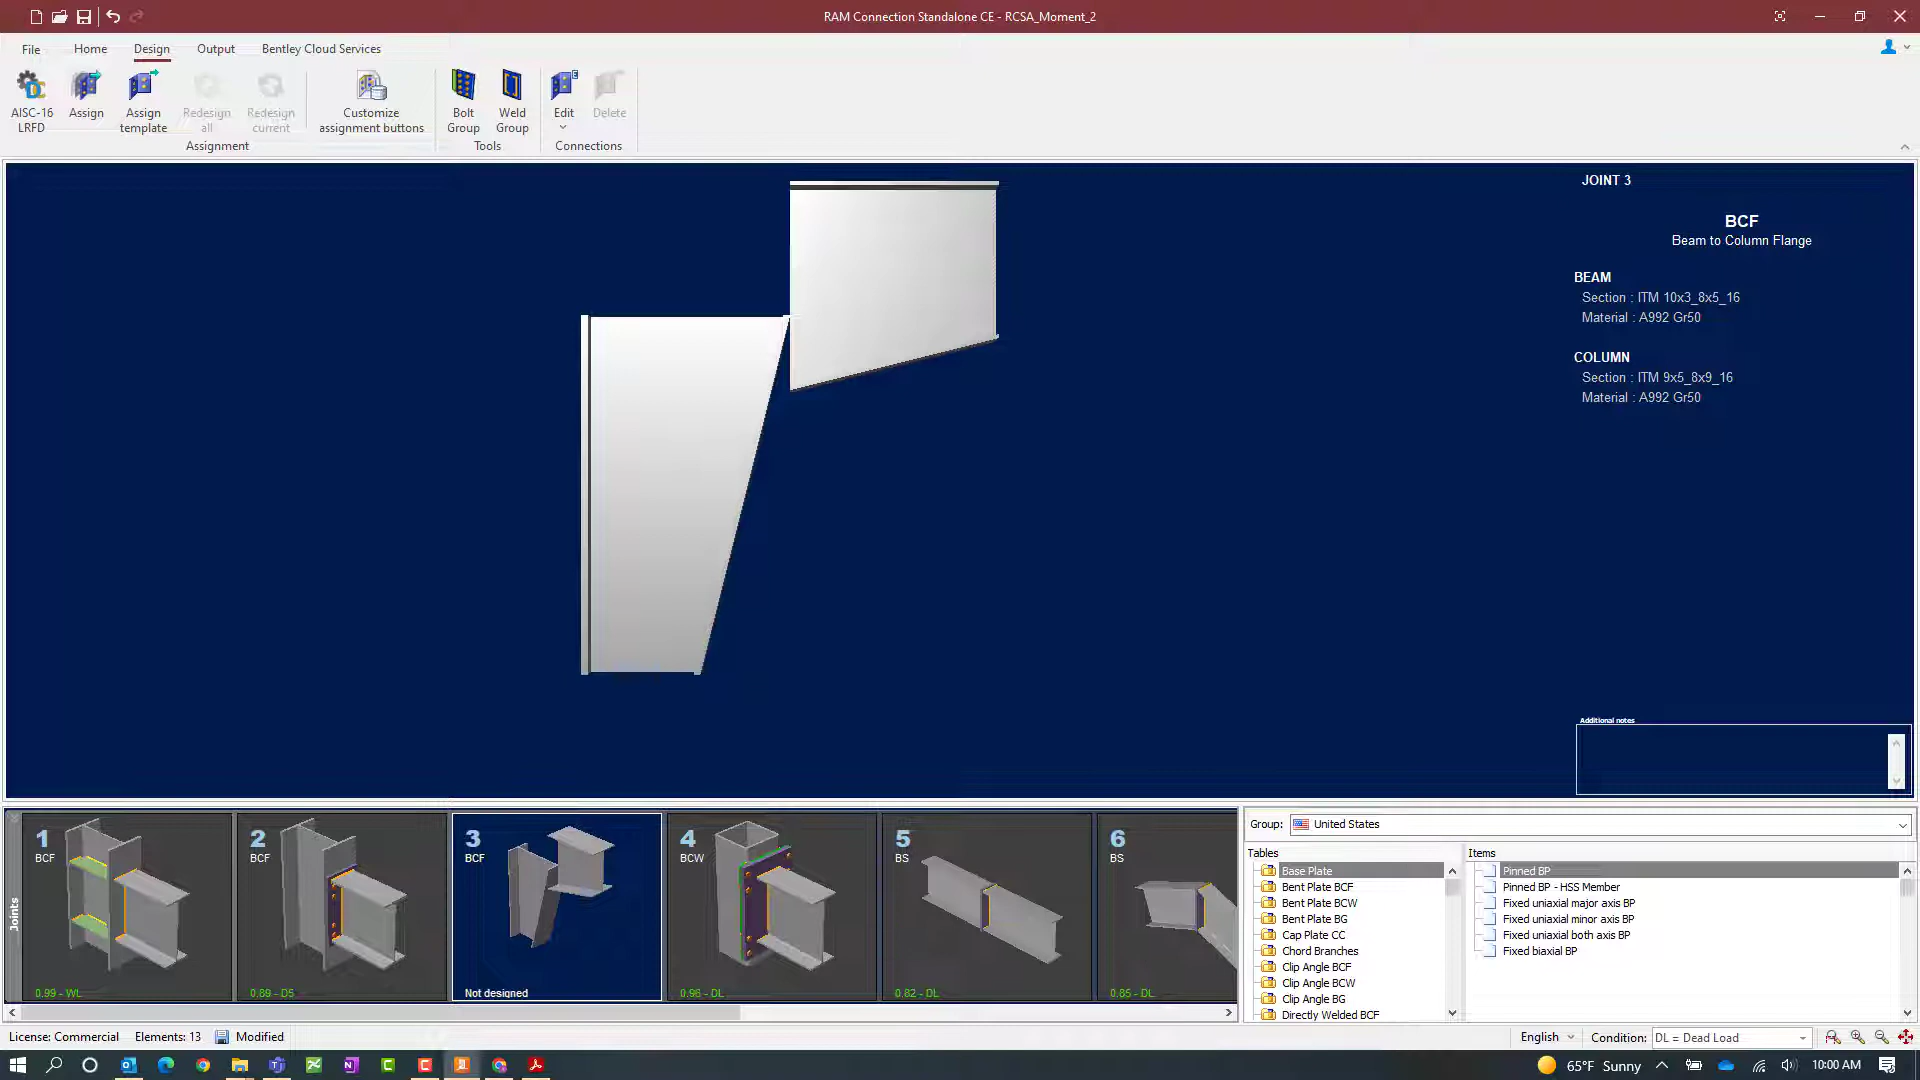 RAM Connection Standalone CE - RCSA_Moment_2
File Home Design Output Bentley Cloud Services
AISC-16 LRFD
Assign
Assign template
Redesign all
Redesign current
Customize assignment buttons
Bolt Group
Weld Group
Edit
Delete
Assignment
Tools
Connections
JOINT 3
BCF
Beam to Column Flange
BEAM
Section : ITM 10x3_8x5_16
Material : A992 Gr50
COLUMN
Section : ITM 9x5_8x9_16
Material : A992 Gr50
Additional notes
Joints
1
BCF
0.99 - WL
2
BCF
0.89 - DS
3
BCF
Not designed
4
BCW
0.96 - DL
5
BS
0.82 - DL
6
BS
0.85 - DL
Group: United States
Tables
Base Plate
Bent Plate BCF
Bent Plate BCW
Bent Plate BG
Cap Plate CC
Chord Branches
Clip Angle BCF
Clip Angle BCW
Clip Angle BG
Directly Welded BCF
Items
Pinned BP
Pinned BP - HSS Member
Fixed uniaxial major axis BP
Fixed uniaxial minor axis BP
Fixed uniaxial both axis BP
Fixed biaxial BP
License: Commercial Elements: 13 Modified
English Condition: DL = Dead Load
65°F Sunny 10:00 AM